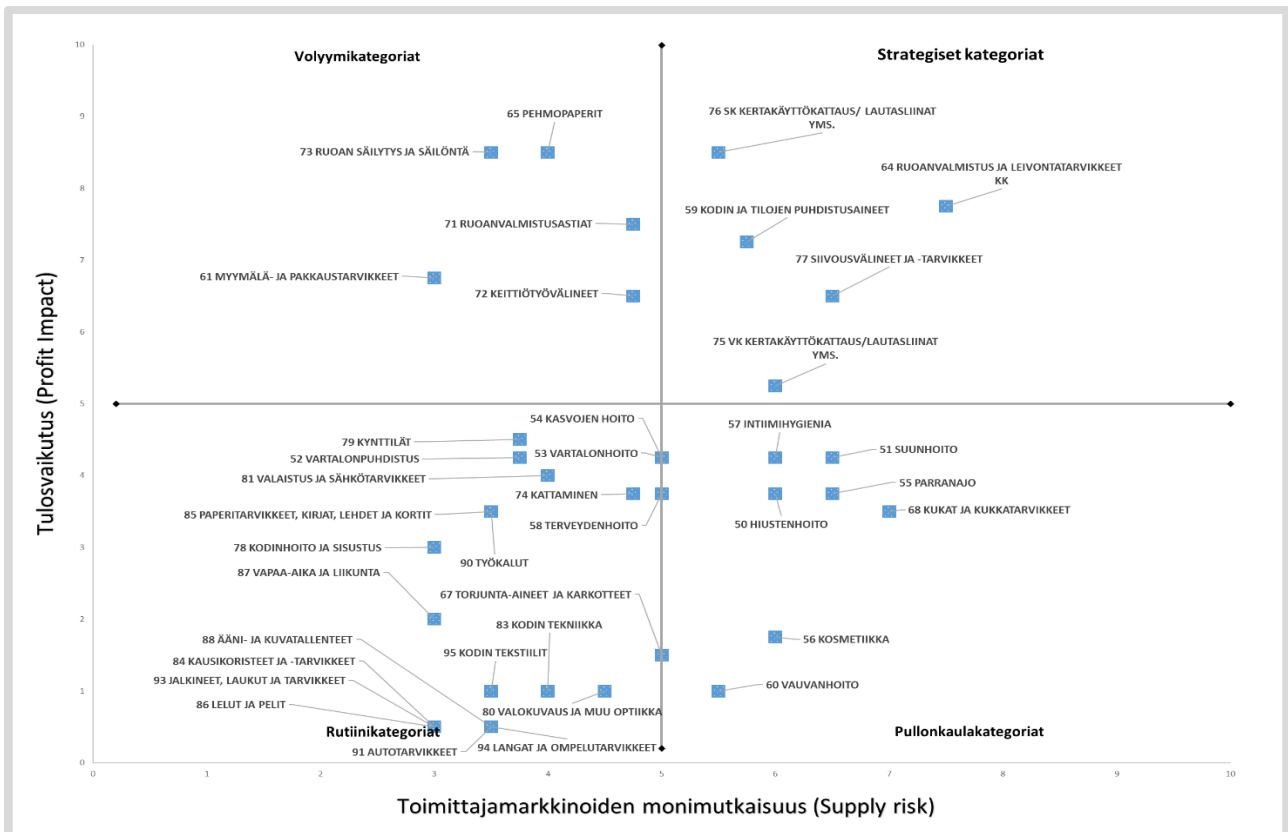 Volyymikategoriat
Strategiset kategoriat
10
9
8
7
6
5
4
3
2
1
0
Tulosvaikutus (Profit Impact)
65 PEHMOPAPERIT
73 RUOAN SÄILYTYS JA SÄILÖNTÄ
71 RUOANVALMISTUSASTIAT
61 MYYMÄLÄ- JA PAKKAUSTARVIKKEET
72 KEITTIÖTYÖVÄLINEET
76 SK KERTAKÄYTTÖKATTAUS/ LAUTASLIINAT
YMS.
64 RUOANVALMISTUS JA LEIVONTATARVIKKEET
KK
59 KODIN JA TILOJEN PUHDISTUSAINEET
77 SIIVOUSVÄLINEET JA -TARVIKKEET
75 VK KERTAKÄYTTÖKATTAUS/LAUTASLIINAT
YMS.
54 KASVOJEN HOITO
79 KYNTTILÄT
53 VARTALONHOITO
52 VARTALONPUHDISTUS
81 VALAISTUS JA SÄHKÖTARVIKKEET
74 KATTAMINEN
85 PAPERITARVIKKEET, KIRJAT, LEHDET JA KORTIT
58 TERVEYDENHOITO
78 KODINHOITO JA SISUSTUS
90 TYÖKALUT
87 VAPAA-AIKA JA LIIKUNTA
67 TORJUNTA-AINEET JA KARKOTTEET
88 ÄÄNI- JA KUVATALLENTEET
83 KODIN TEKNIIKKA
95 KODIN TEKSTIILIT
84 KAUSIKORISTEET JA -TARVIKKEET
93 JALKINEET, LAUKUT JA TARVIKKEET
86 LELUT JA PELIT
80 VALOKUVAUS JA MUU OPTIIKKA
91 AUTOTARVIKKEET
94 LANGAT JA OMPELUTARVIKKEET
57 INTIIMIHYGIENIA
51 SUUNHOITO
55 PARRANAJO
50 HIUSTENHOITO
68 KUKAT JA KUKKATARVIKKEET
56 KOSMETIIKKA
60 VAUVANHOITO
Rutiinikategoriat
Pullonkaulakategoriat
0 1 2 3 4 5 6 7 8 9 10
Toimittajamarkkinoiden monimutkaisuus (Supply risk)